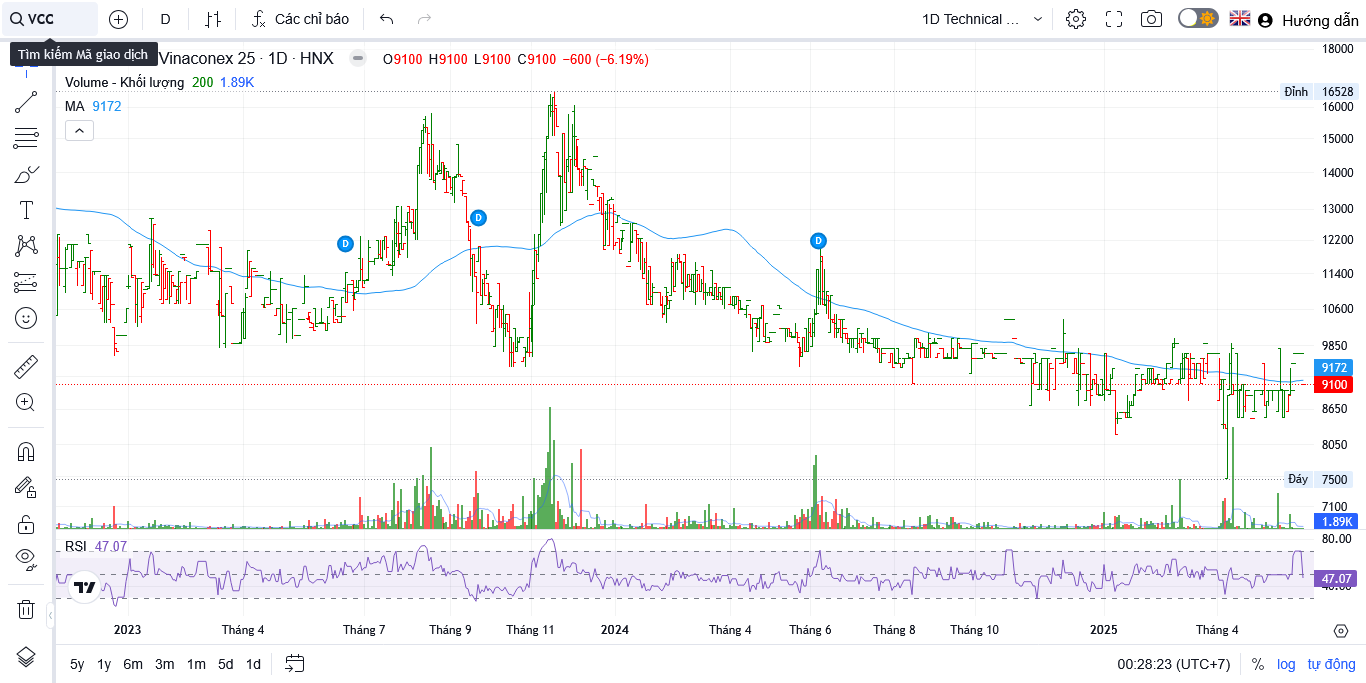 VCC D Các chỉ báo 1D Technical ... Hướng dẫn
Tìm kiếm Mã giao dịch
Vinaconex 25 · 1D · HNX O9100 H9100 L9100 C9100 −600 (−6.19%)
Volume - Khối lượng 200 1.89K
MA 9172
18000
Đỉnh 16528
16000
15000
14000
13000
12200
11400
10600
9850
9172
9100
8650
8050
Đáy 7500
7100
1.89K
D
D
D
RSI 47.07
80.00
47.07
2023 Tháng 4 Tháng 7 Tháng 9 Tháng 11 2024 Tháng 4 Tháng 6 Tháng 8 Tháng 10 2025 Tháng 4
5y 1y 6m 3m 1m 5d 1d 00:28:23 (UTC+7) % log tự động